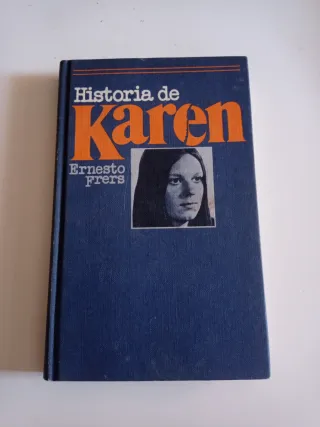 Historia de
Karen
Ernesto
Frers